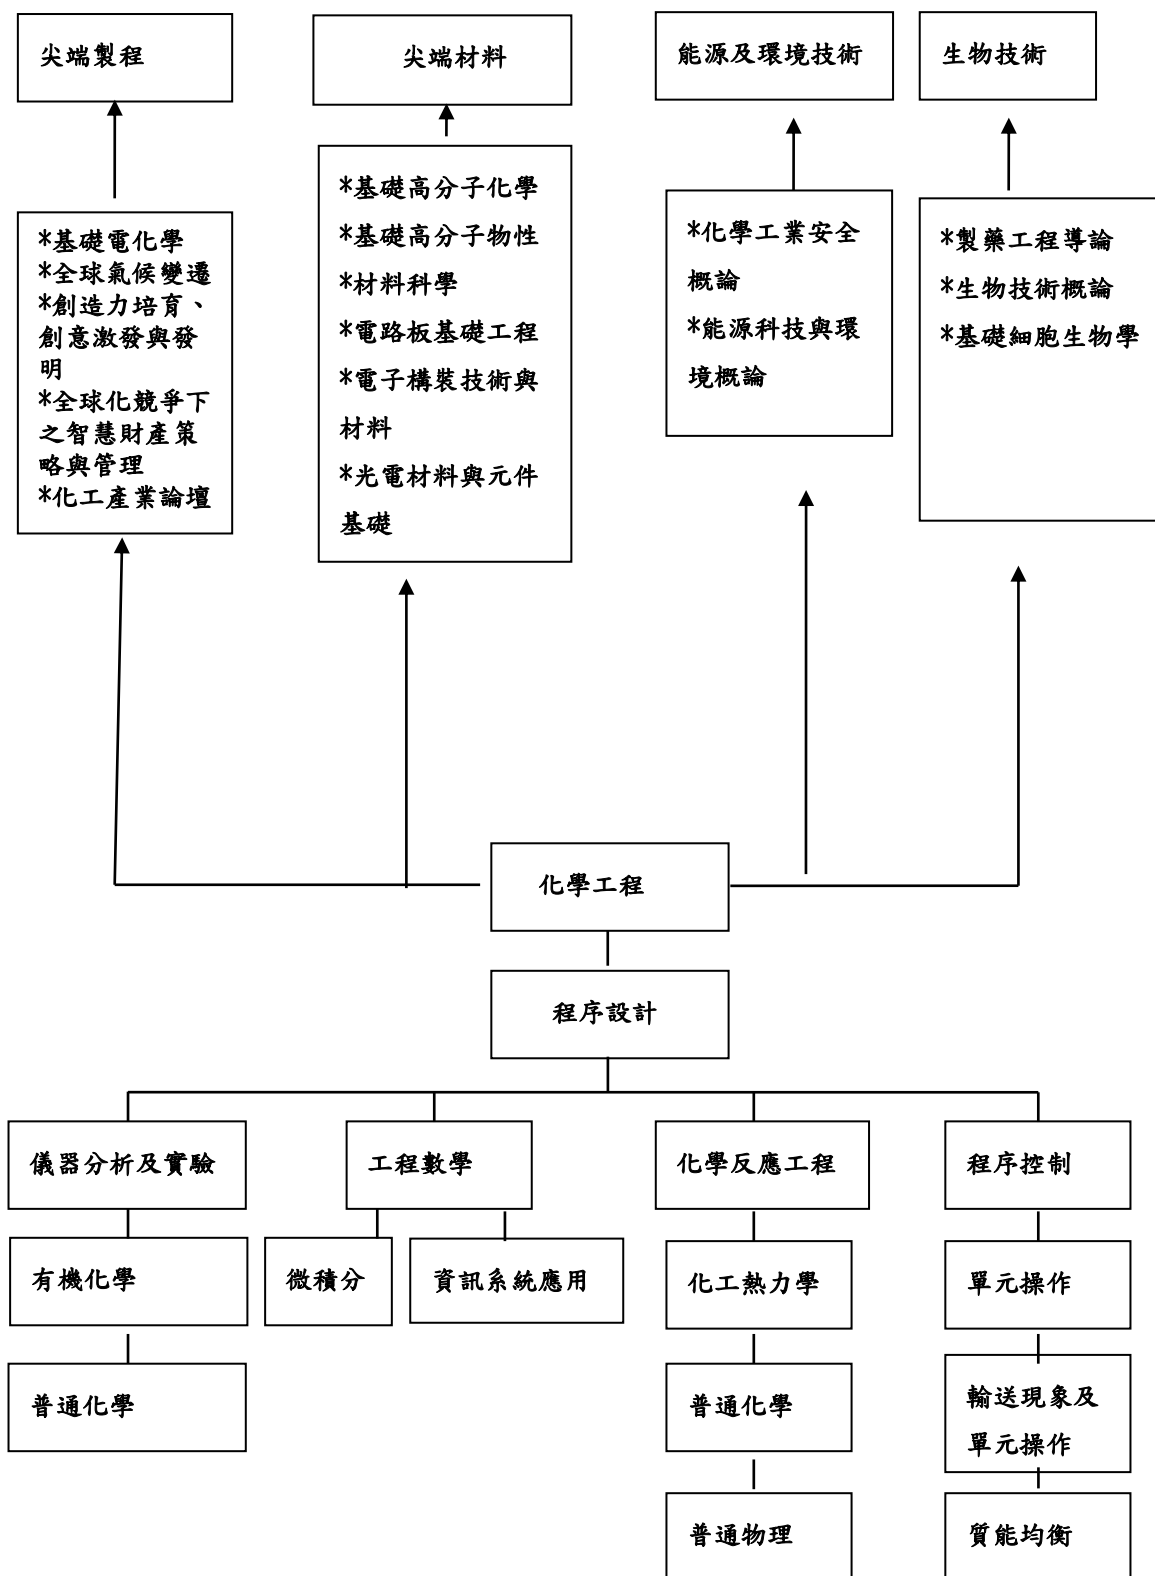 尖端製程
尖端材料
能源及環境技術
生物技術
*基礎電化學
*全球氣候變遷
*創造力培育、
創意激發與發
明
*全球化競爭下
之智慧財產策
略與管理
*化工產業論壇
*基礎高分子化學
*基礎高分子物性
*材料科學
*電路板基礎工程
*電子構裝技術與
材料
*光電材料與元件
基礎
*化學工業安全
概論
*能源科技與環
境概論
*製藥工程導論
*生物技術概論
*基礎細胞生物學
化學工程
程序設計
儀器分析及實驗
工程數學
化學反應工程
程序控制
有機化學
微積分
資訊系統應用
化工熱力學
單元操作
普通化學
普通化學
輸送現象及
單元操作
普通物理
質能均衡